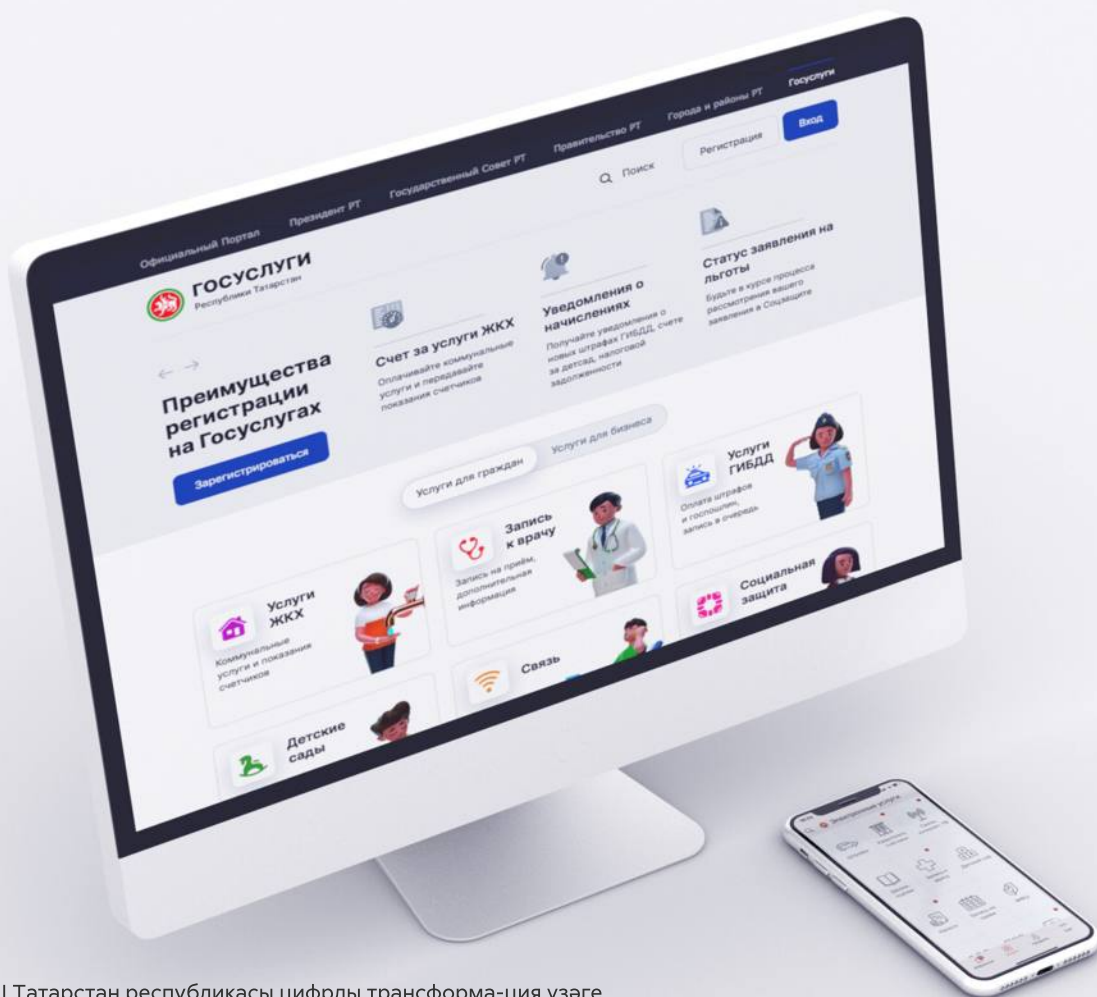 Официальный Портал
Президент РТ
Государственный Совет РТ
Правительство РТ
Города и районы РТ
Госуслуги
ГОСУСЛУГИ
Республики Татарстан
Поиск
Регистрация
Вход
Преимущества
регистрации
на Госуслугах
Зарегистрироваться
Счет за услуги ЖКХ
Оплачивайте коммунальные
услуги и передавайте
показания счетчиков
Уведомления о
начислениях
Получайте уведомления о
новых штрафах ГИБДД, счете
за детсад, налоговой
задолженности
Статус заявления на
льготы
Будьте в курсе процесса
рассмотрения вашего
заявления в Соцзащите
Услуги для граждан
Услуги для бизнеса
Услуги
ЖКХ
Коммунальные
услуги и показания
счетчиков
Запись
к врачу
Запись на приём,
дополнительная
информация
Услуги
ГИБДД
Оплата штрафов
и госпошлин,
запись в очередь
Детские
сады
Связь
Социальная
защита
Электронные услуги
Татарстан республикасы цифрлы трансформа-ция үзәге